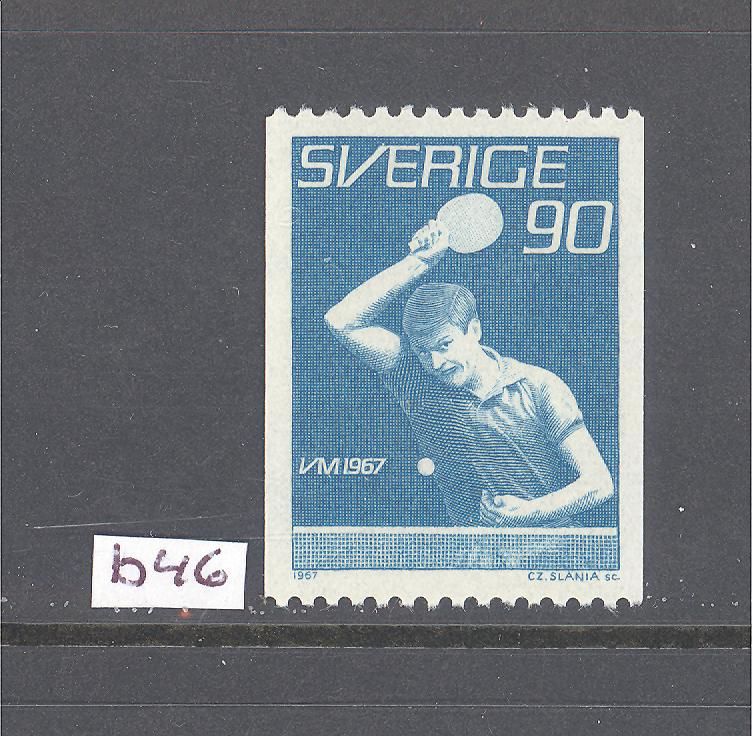 SVERIGE
90
VM 1967
b46
1967 CZ. SLANIA SC.